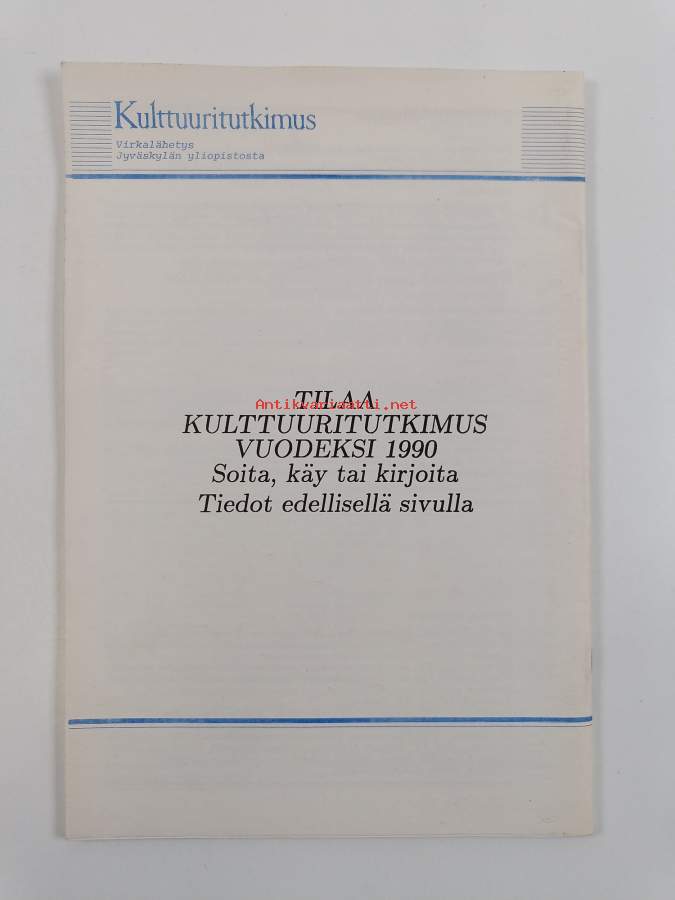 Kulttuuritutkimus
Virkalähetys
Jyväskylän yliopistosta
TILAA
Antikvariaatti.net
KULTTUURITUTKIMUS
VUODEKSI 1990
Soita, käy tai kirjoita
Tiedot edellisellä sivulla